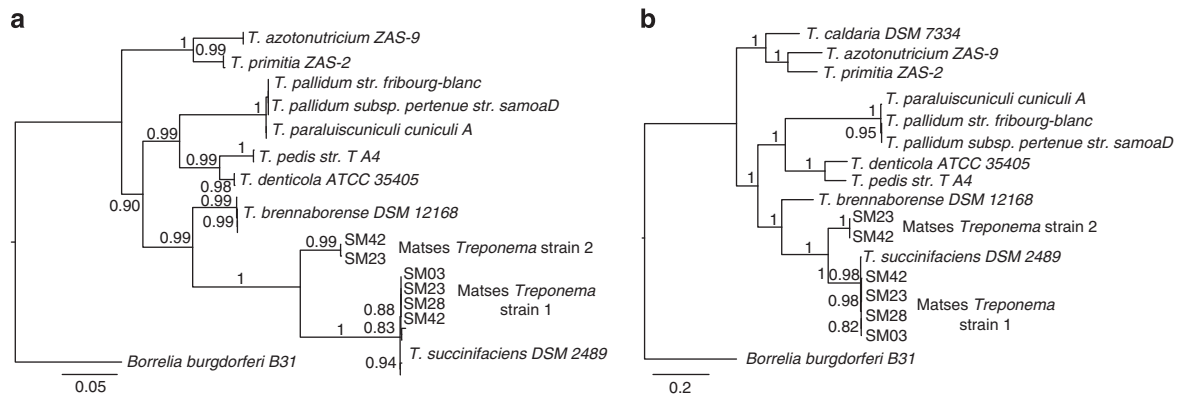 a
1
T. azotonutricium ZAS-9
0.99
T. primitia ZAS-2
T. pallidum str. fribourg-blanc
1
T. pallidum subsp. pertenue str. samoaD
T. paraluiscuniculi cuniculi A
0.99
0.99
T. pedis str. T A4
0.98
T. denticola ATCC 35405
0.90
0.99
0.99
T. brennaborense DSM 12168
0.99
0.99
SM42
SM23
Matses Treponema strain 2
1
SM03
SM23
SM28
SM42
Matses Treponema
strain 1
0.88
0.83
1
0.94
T. succinifaciens DSM 2489
Borrelia burgdorferi B31
0.05
b
T. caldaria DSM 7334
1
T. azotonutricium ZAS-9
1
T. primitia ZAS-2
T. paraluiscuniculi cuniculi A
1
T. pallidum str. fribourg-blanc
0.95
T. pallidum subsp. pertenue str. samoaD
1
T. denticola ATCC 35405
1
T. pedis str. T A4
1
T. brennaborense DSM 12168
1
SM23
1
SM42
Matses Treponema strain 2
1
T. succinifaciens DSM 2489
1
0.98
SM42
0.98
SM23
SM28
0.82
SM03
Matses Treponema
strain 1
Borrelia burgdorferi B31
0.2